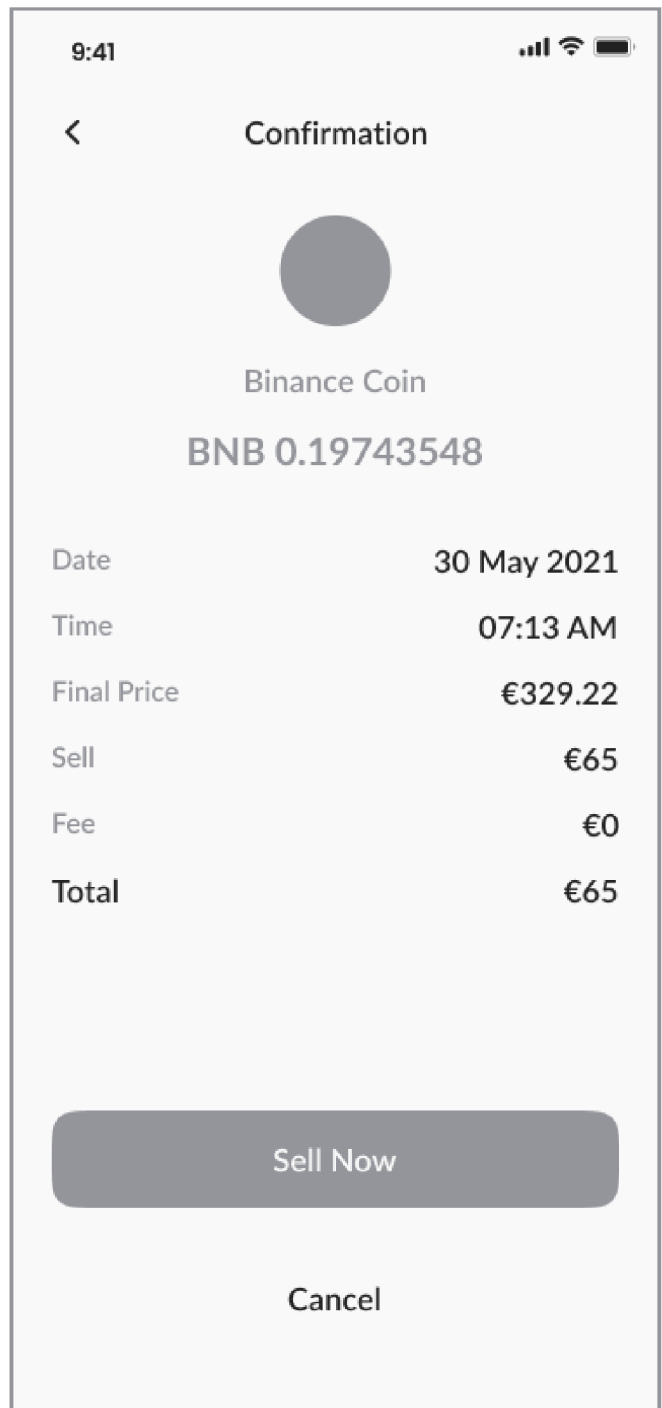 9:41
Confirmation
Binance Coin
BNB 0.19743548
Date 30 May 2021
Time 07:13 AM
Final Price €329.22
Sell €65
Fee €0
Total €65
Sell Now
Cancel